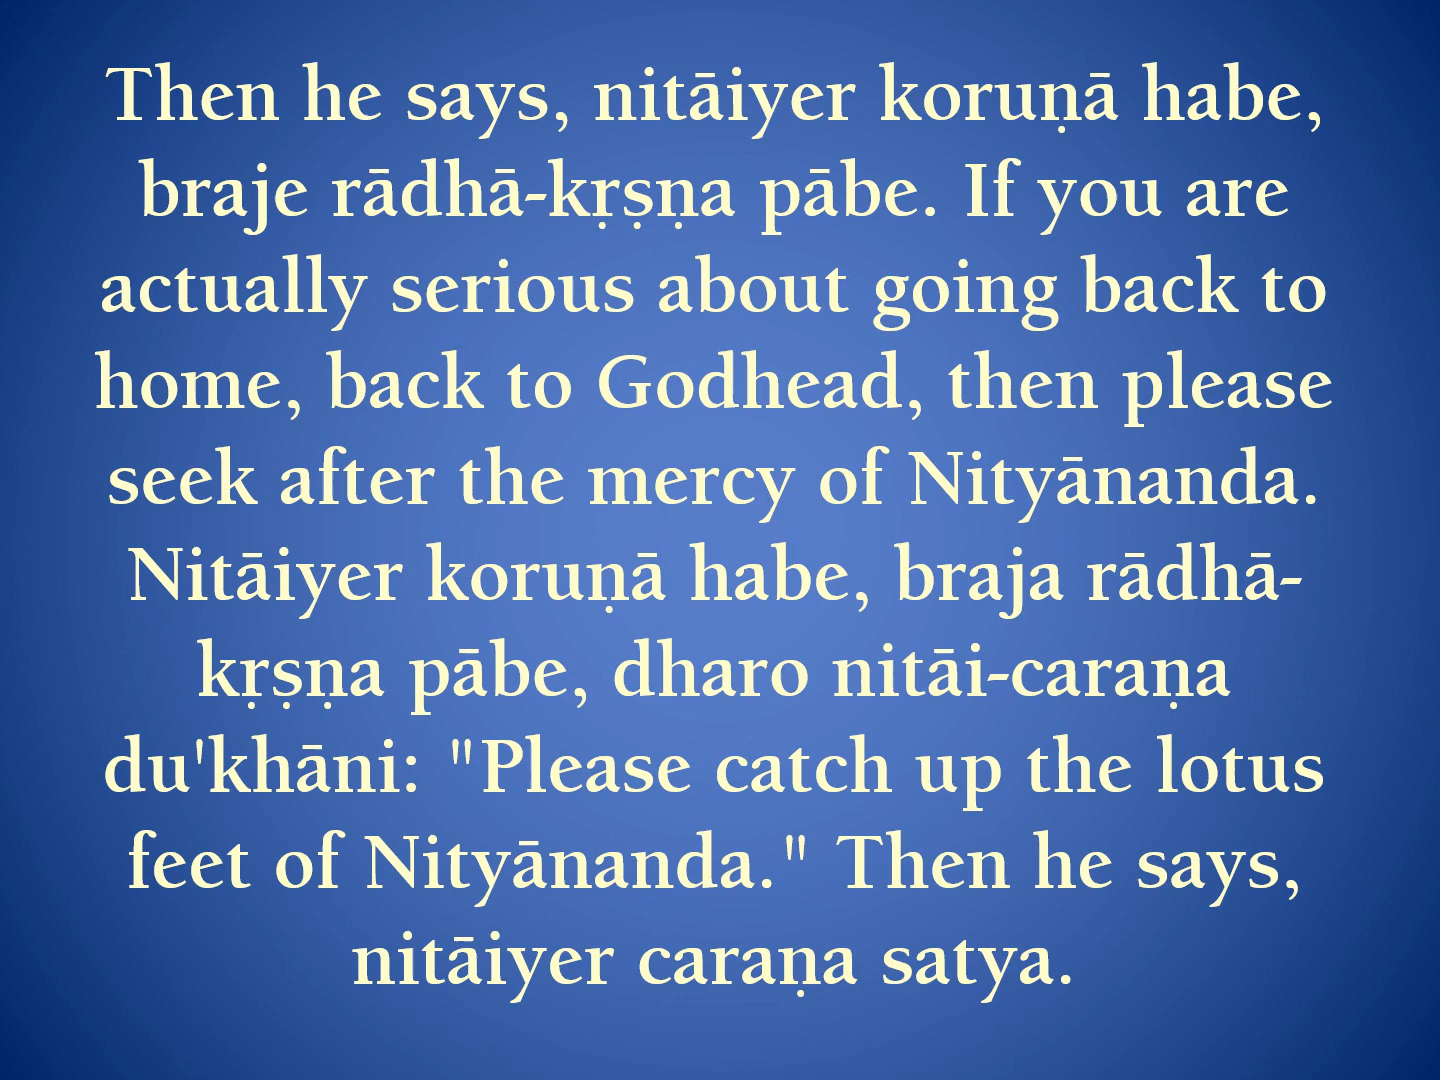 Then he says, nitāiyer koruṇā habe,
braje rādhā-kṛṣṇa pābe. If you are
actually serious about going back to
home, back to Godhead, then please
seek after the mercy of Nityānanda.
Nitāiyer koruṇā habe, braja rādhā-
kṛṣṇa pābe, dharo nitāi-caraṇa
du'khāni: "Please catch up the lotus
feet of Nityānanda." Then he says,
nitāiyer caraṇa satya.